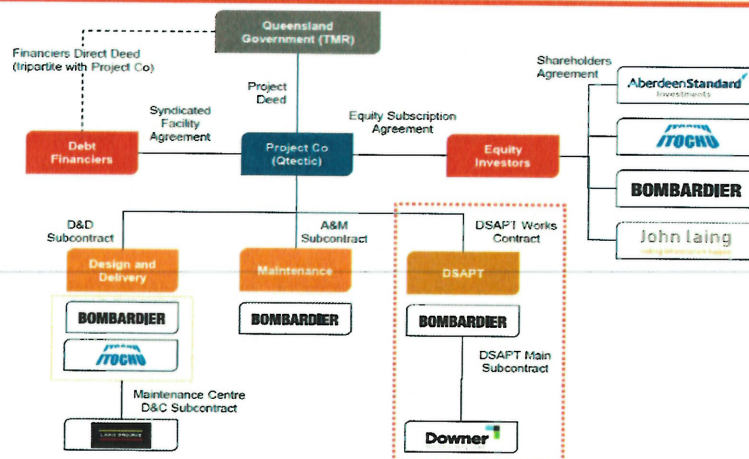 Queensland
Government (TMR)
Financiers Direct Deed
(tripartite with Project Co)
Project
Deed
Shareholders
Agreement
AberdeenStandard
Investments
Syndicated
Facility
Agreement
Equity Subscription
Agreement
ITOCHU
Debt
Financiers
Project Co
(Qtectic)
Equity
Investors
BOMBARDIER
John Laing
D&D
Subcontract
A&M
Subcontract
DSAPT Works
Contract
Design and
Delivery
Maintenance
DSAPT
BOMBARDIER
BOMBARDIER
BOMBARDIER
ITOCHU
DSAPT Main
Subcontract
Maintenance Centre
D&C Subcontract
Downer